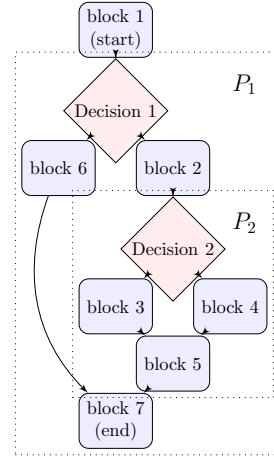 block 1
(start)
P₁
Decision 1
block 6
block 2
P₂
Decision 2
block 3
block 4
block 5
block 7
(end)